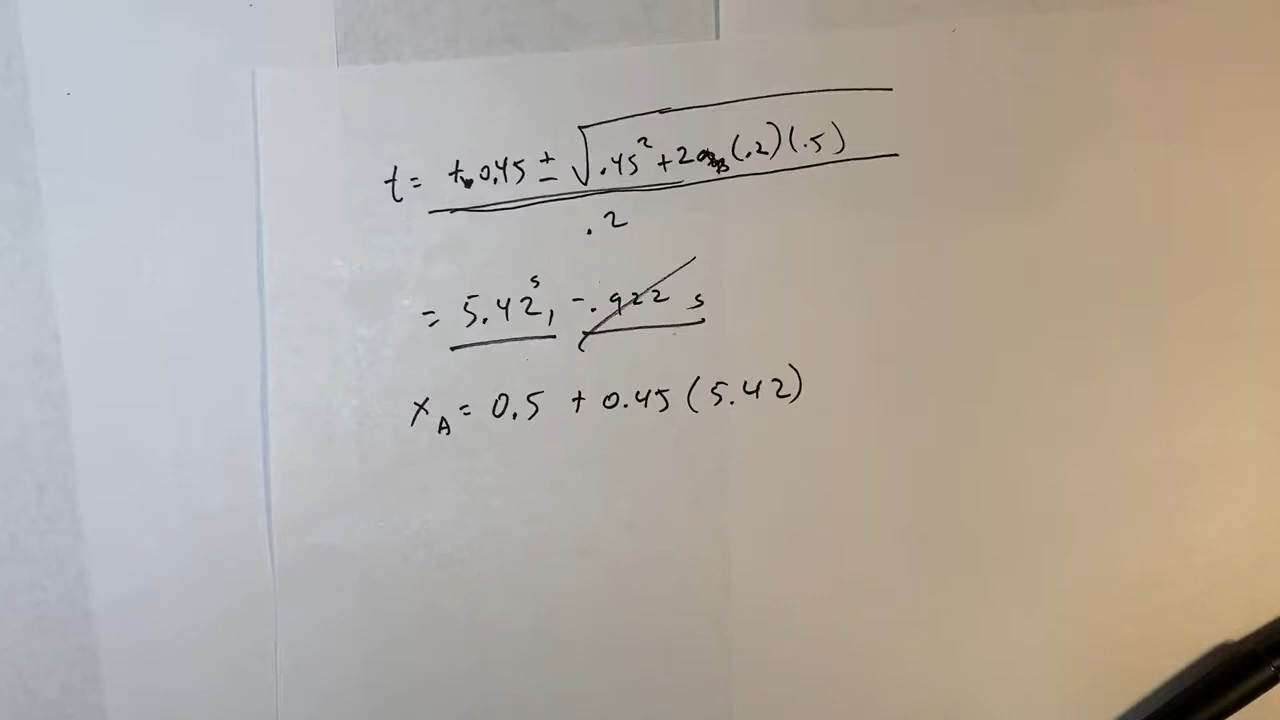 t = +0.45 ± √.45² + 2 (.2)(.5)
.2
= 5.42 s, -.922 s
x_A = 0.5 + 0.45 (5.42)